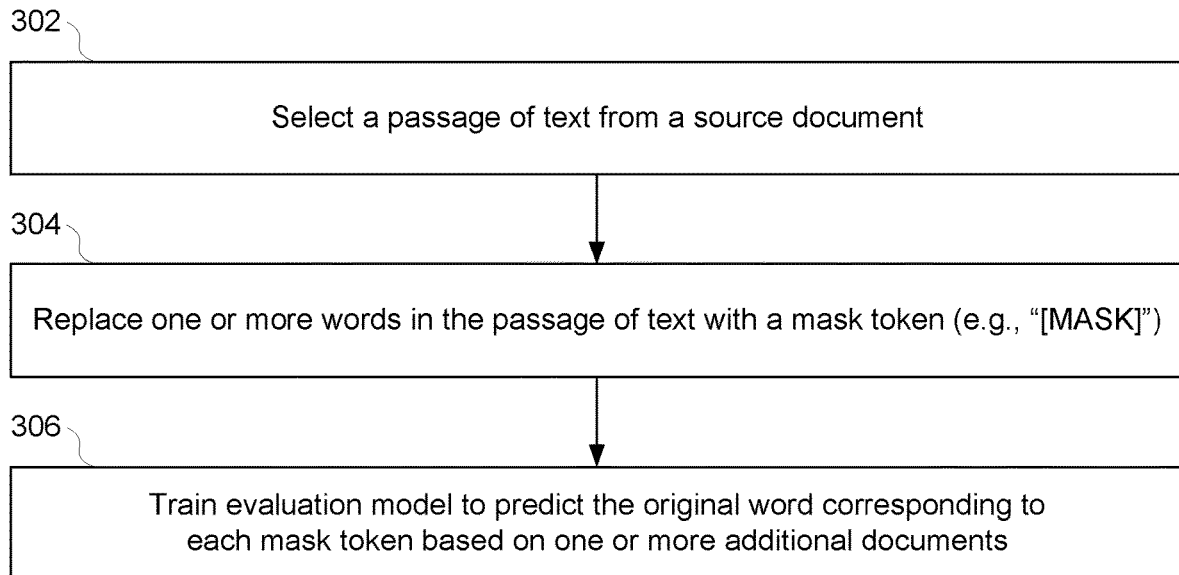 302
Select a passage of text from a source document
304
Replace one or more words in the passage of text with a mask token (e.g., “[MASK]”)
306
Train evaluation model to predict the original word corresponding to
each mask token based on one or more additional documents